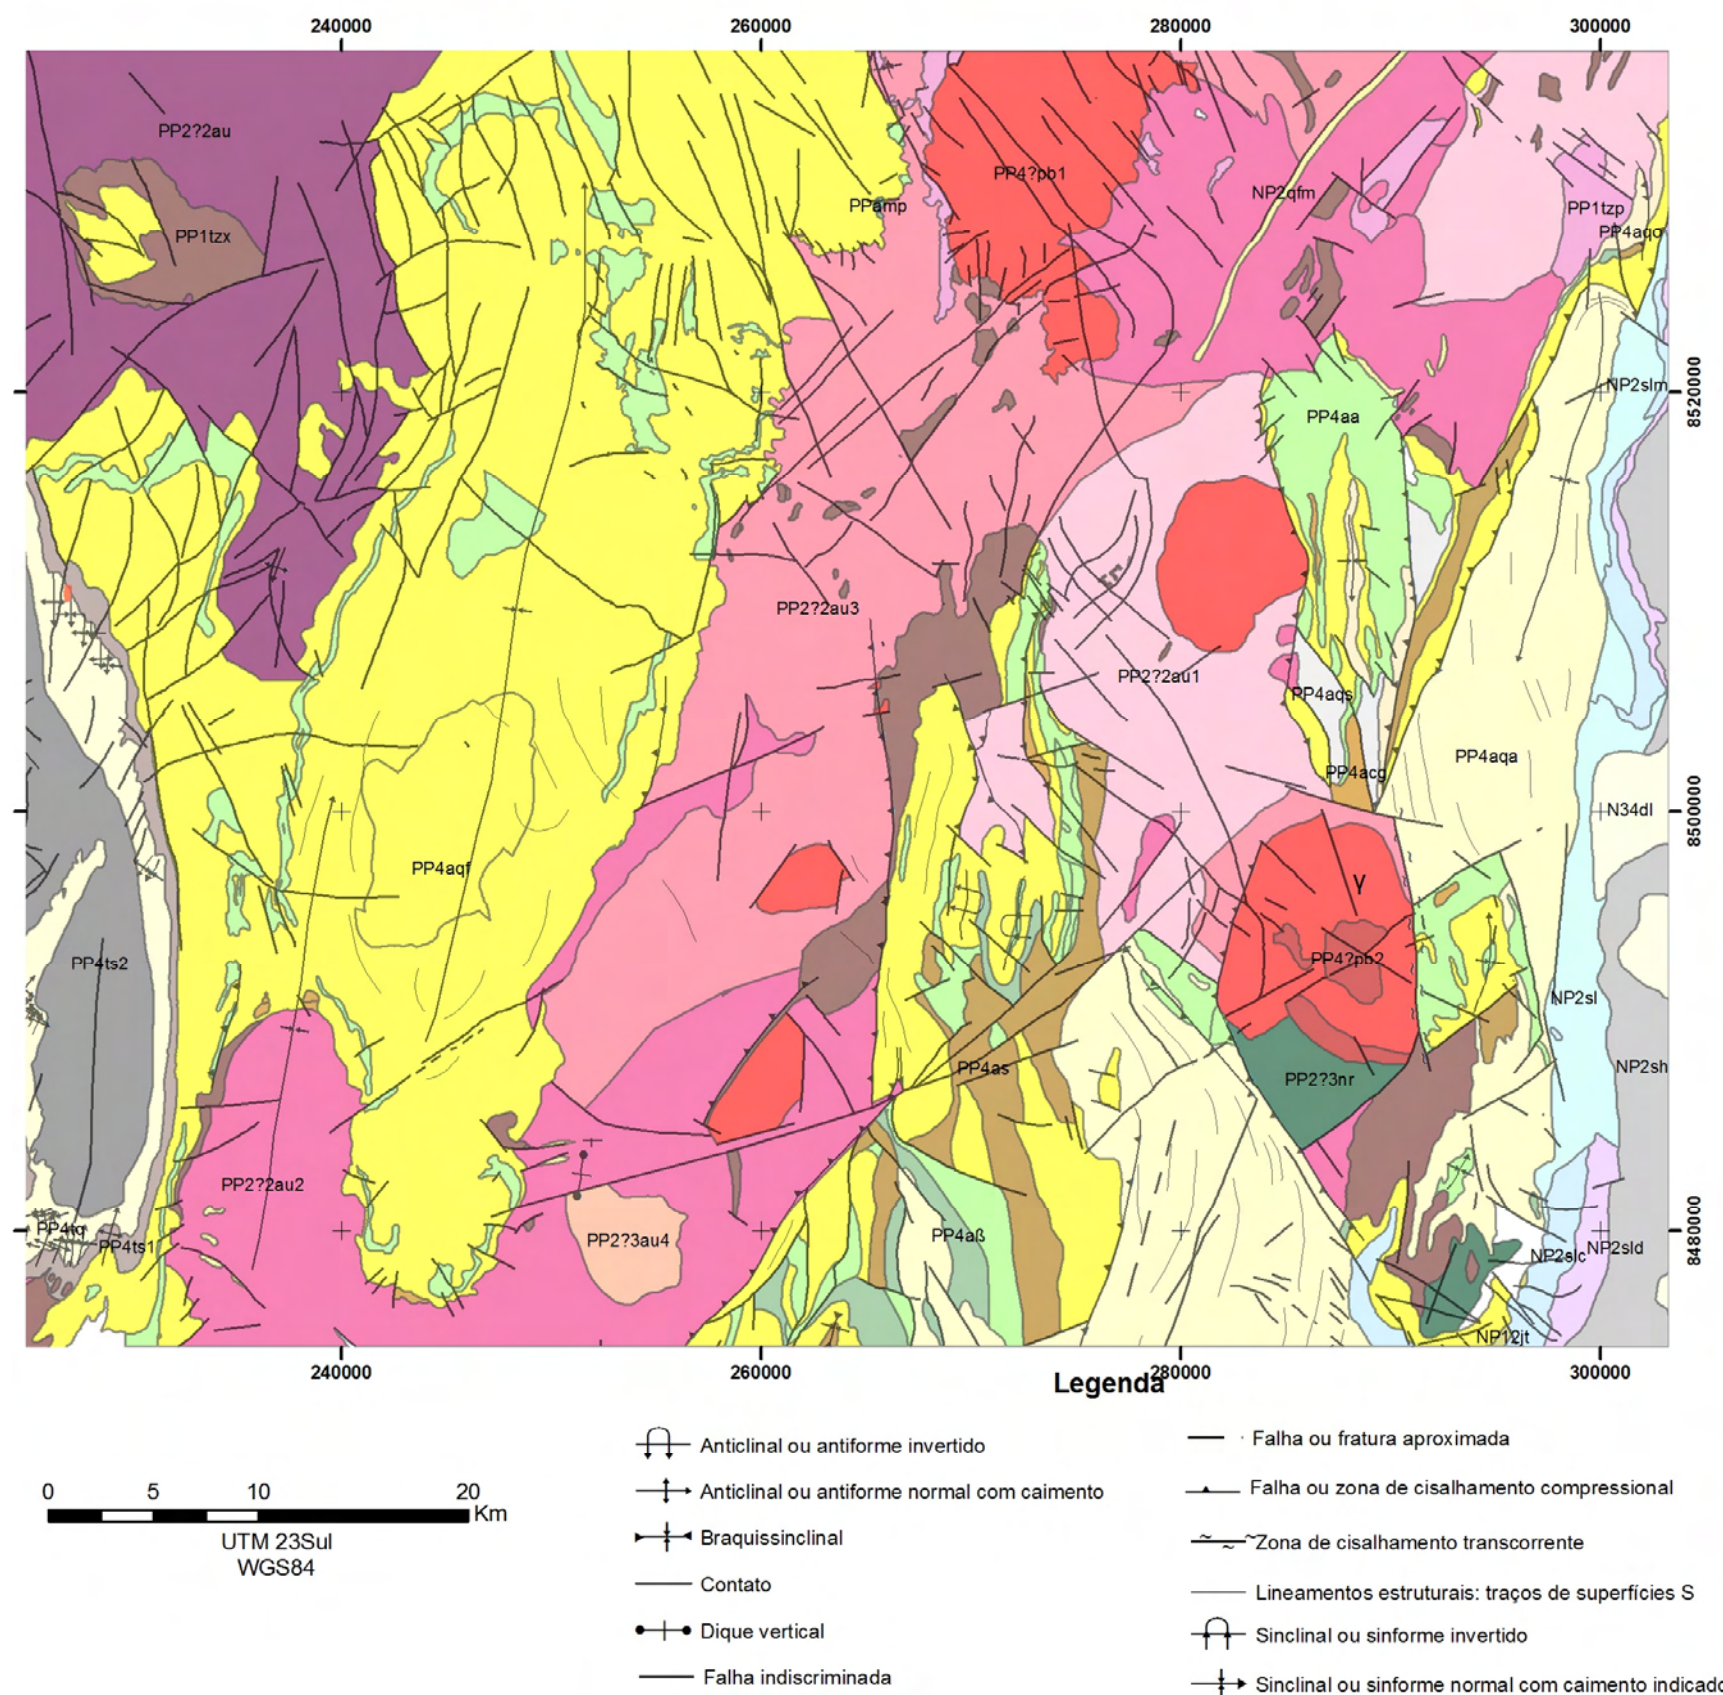 240000 260000 280000 300000
PP2?2au
PP4?pb1
PPamp
NP2qfm
PP1tzp
PP1tzx
PP4aqo
8520000
NP2slm
PP4aa
PP2?2au3
PP2?2au1
PP4aqs
PP4aqa
PP4acg
N34dl
8500000
PP4aqf
γ
PP4ts2
PP4?pb2
NP2sl
PP4as
PP2?3nr
NP2sh
PP2?2au2
PP4tq
PP4ts1
PP2?3au4
PP4aß
NP2slc
NP2sld
8480000
NP12jt
240000 260000 280000 300000
Legenda
0 5 10 20
Km
UTM 23Sul
WGS84
Anticlinal ou antiforme invertido
Anticlinal ou antiforme normal com caimento
Braquissinclinal
Contato
Dique vertical
Falha indiscriminada
Falha ou fratura aproximada
Falha ou zona de cisalhamento compressional
Zona de cisalhamento transcorrente
Lineamentos estruturais: traços de superfícies S
Sinclinal ou sinforme invertido
Sinclinal ou sinforme normal com caimento indicado